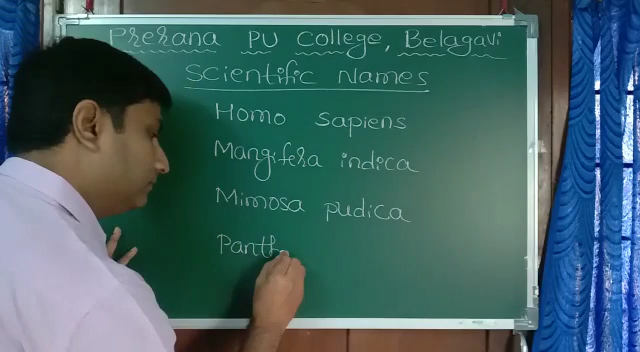 Prerana PU College, Belagavi
Scientific Names
Homo sapiens
Mangifera indica
Mimosa pudica
Panth